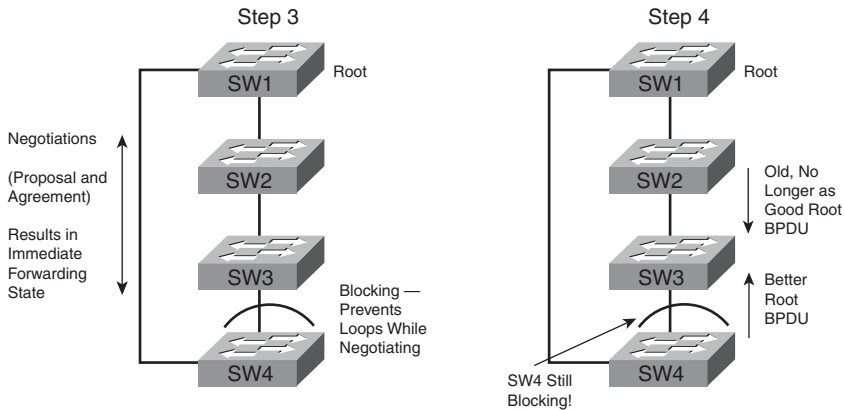 Step 3
SW1
Root
Negotiations
(Proposal and
Agreement)
Results in
Immediate
Forwarding
State
SW2
SW3
Blocking —
Prevents
Loops While
Negotiating
SW4
Step 4
SW1
Root
SW2
Old, No
Longer as
Good Root
BPDU
SW3
Better
Root
BPDU
SW4
SW4 Still
Blocking!